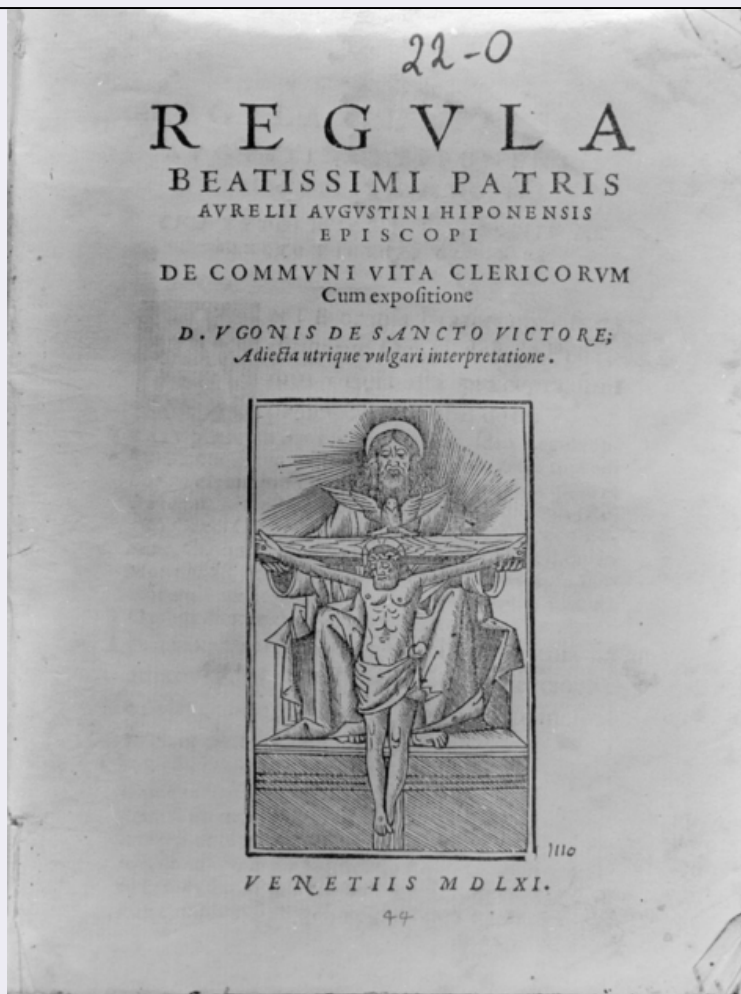 22-0
REGVLA
BEATISSIMI PATRIS
AVRELII AVGVSTINI HIPONENSIS
EPISCOPI
DE COMMVNI VITA CLERICORVM
Cum expoſitione
D. VGONIS DE SANCTO VICTORE;
Adiecta utrique vulgari interpretatione.
1110
VENETIIS MDLXI.
44